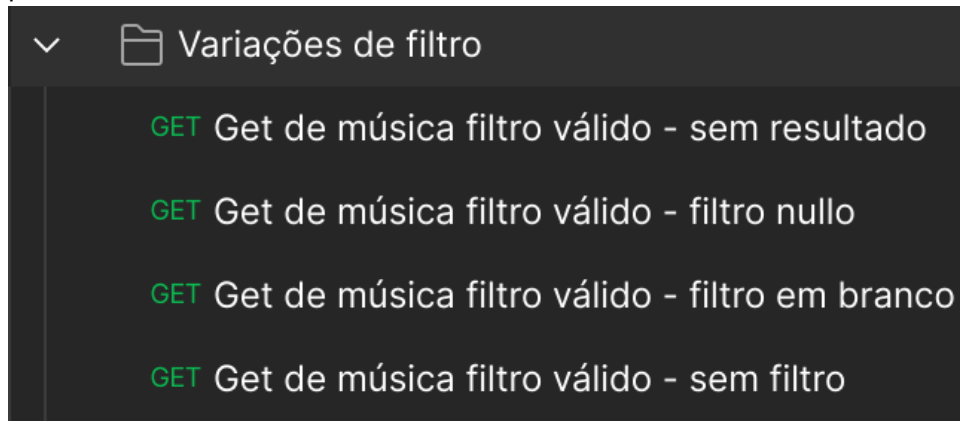 Variações de filtro
GET Get de música filtro válido - sem resultado
GET Get de música filtro válido - filtro nullo
GET Get de música filtro válido - filtro em branco
GET Get de música filtro válido - sem filtro